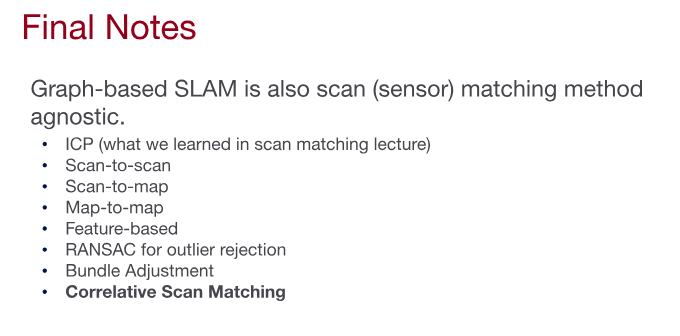 Final Notes
Graph-based SLAM is also scan (sensor) matching method
agnostic.
• ICP (what we learned in scan matching lecture)
• Scan-to-scan
• Scan-to-map
• Map-to-map
• Feature-based
• RANSAC for outlier rejection
• Bundle Adjustment
• Correlative Scan Matching